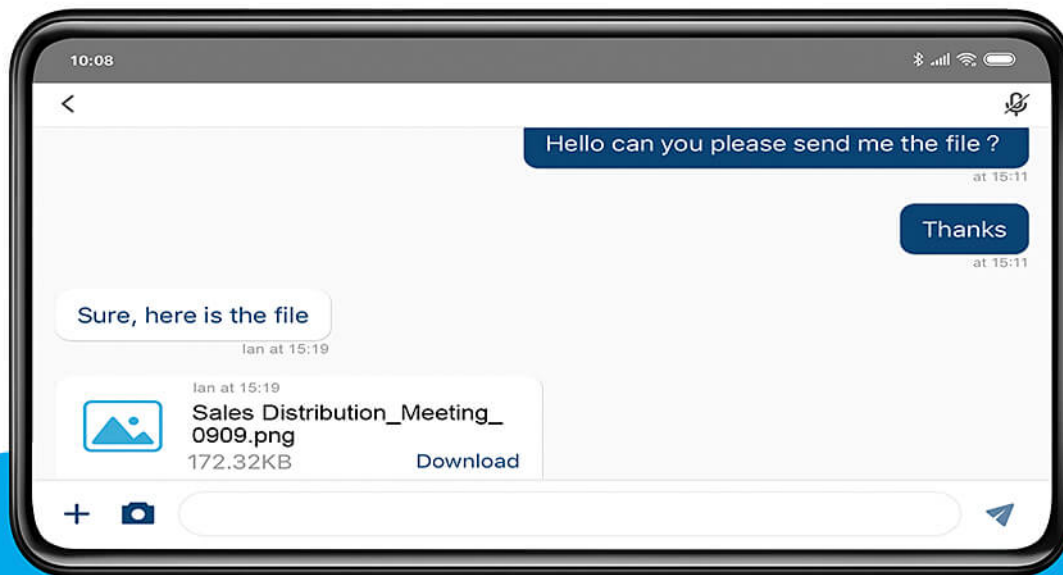 10:08
Hello can you please send me the file ?
at 15:11
Thanks
at 15:11
Sure, here is the file
Ian at 15:19
Ian at 15:19
Sales Distribution_Meeting_
0909.png
172.32KB Download